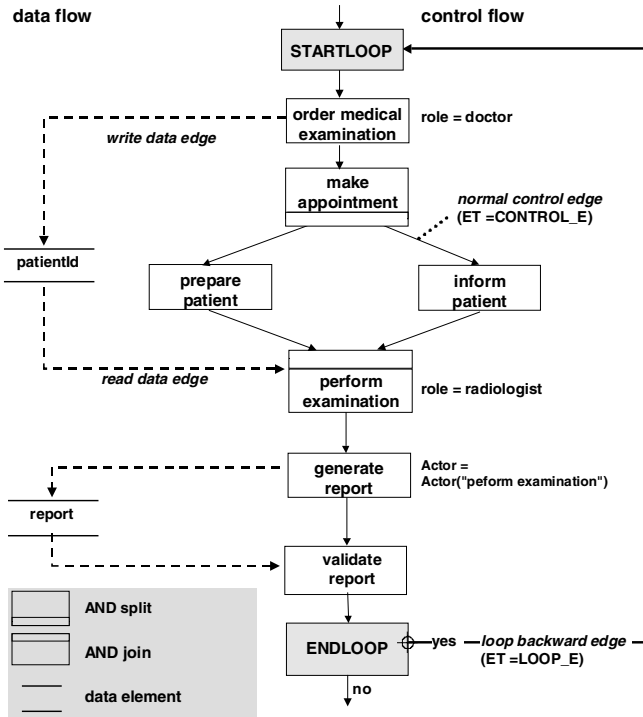 data flow
control flow
STARTLOOP
order medical
examination
role = doctor
write data edge
make
appointment
normal control edge
(ET =CONTROL_E)
patientId
prepare
patient
inform
patient
read data edge
perform
examination
role = radiologist
generate
report
Actor =
Actor("peform examination")
report
validate
report
AND split
AND join
data element
ENDLOOP
yes
loop backward edge
(ET =LOOP_E)
no